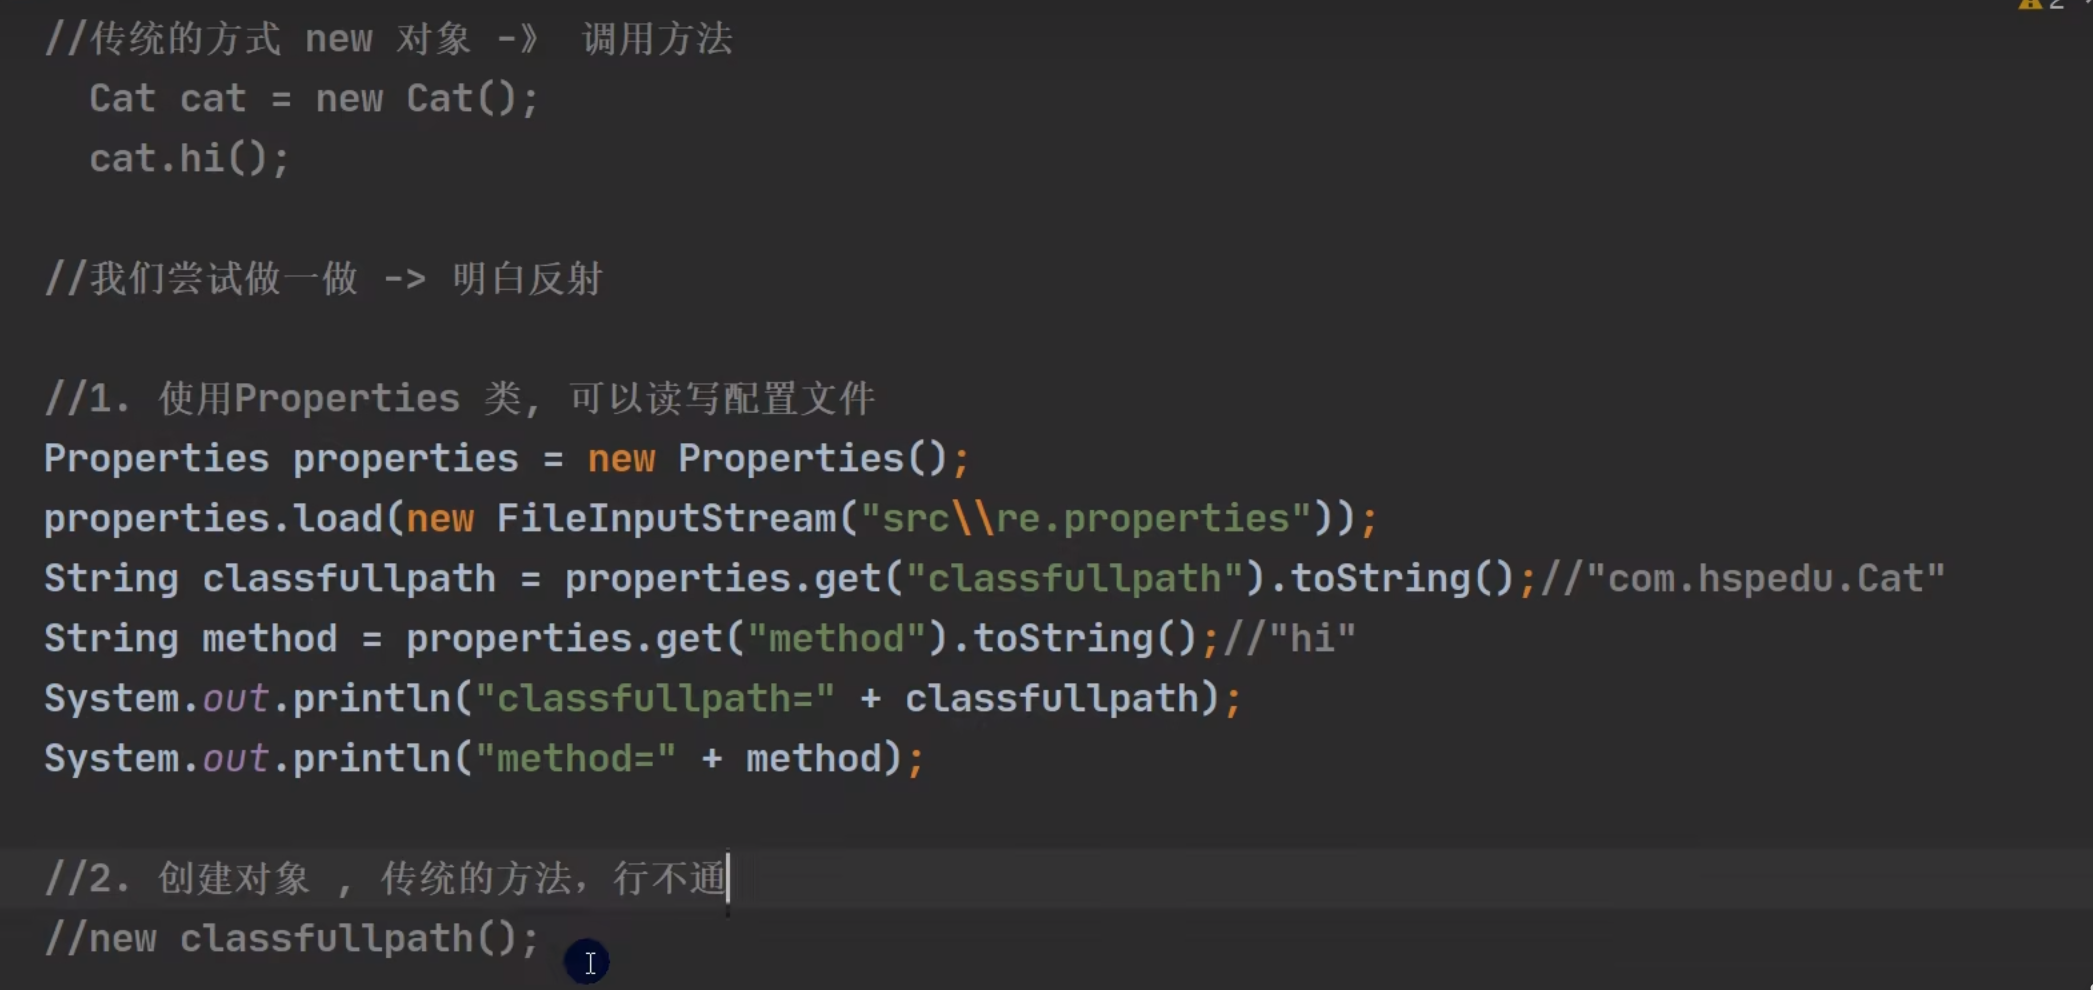 2
//传统的方式 new 对象 -》 调用方法
Cat cat = new Cat();
cat.hi();
//我们尝试做一做 -> 明白反射
//1. 使用Properties 类, 可以读写配置文件
Properties properties = new Properties();
properties.load(new FileInputStream("src\\re.properties"));
String classfullpath = properties.get("classfullpath").toString();//"com.hspedu.Cat"
String method = properties.get("method").toString();//"hi"
System.out.println("classfullpath=" + classfullpath);
System.out.println("method=" + method);
//2. 创建对象 , 传统的方法，行不通
//new classfullpath();